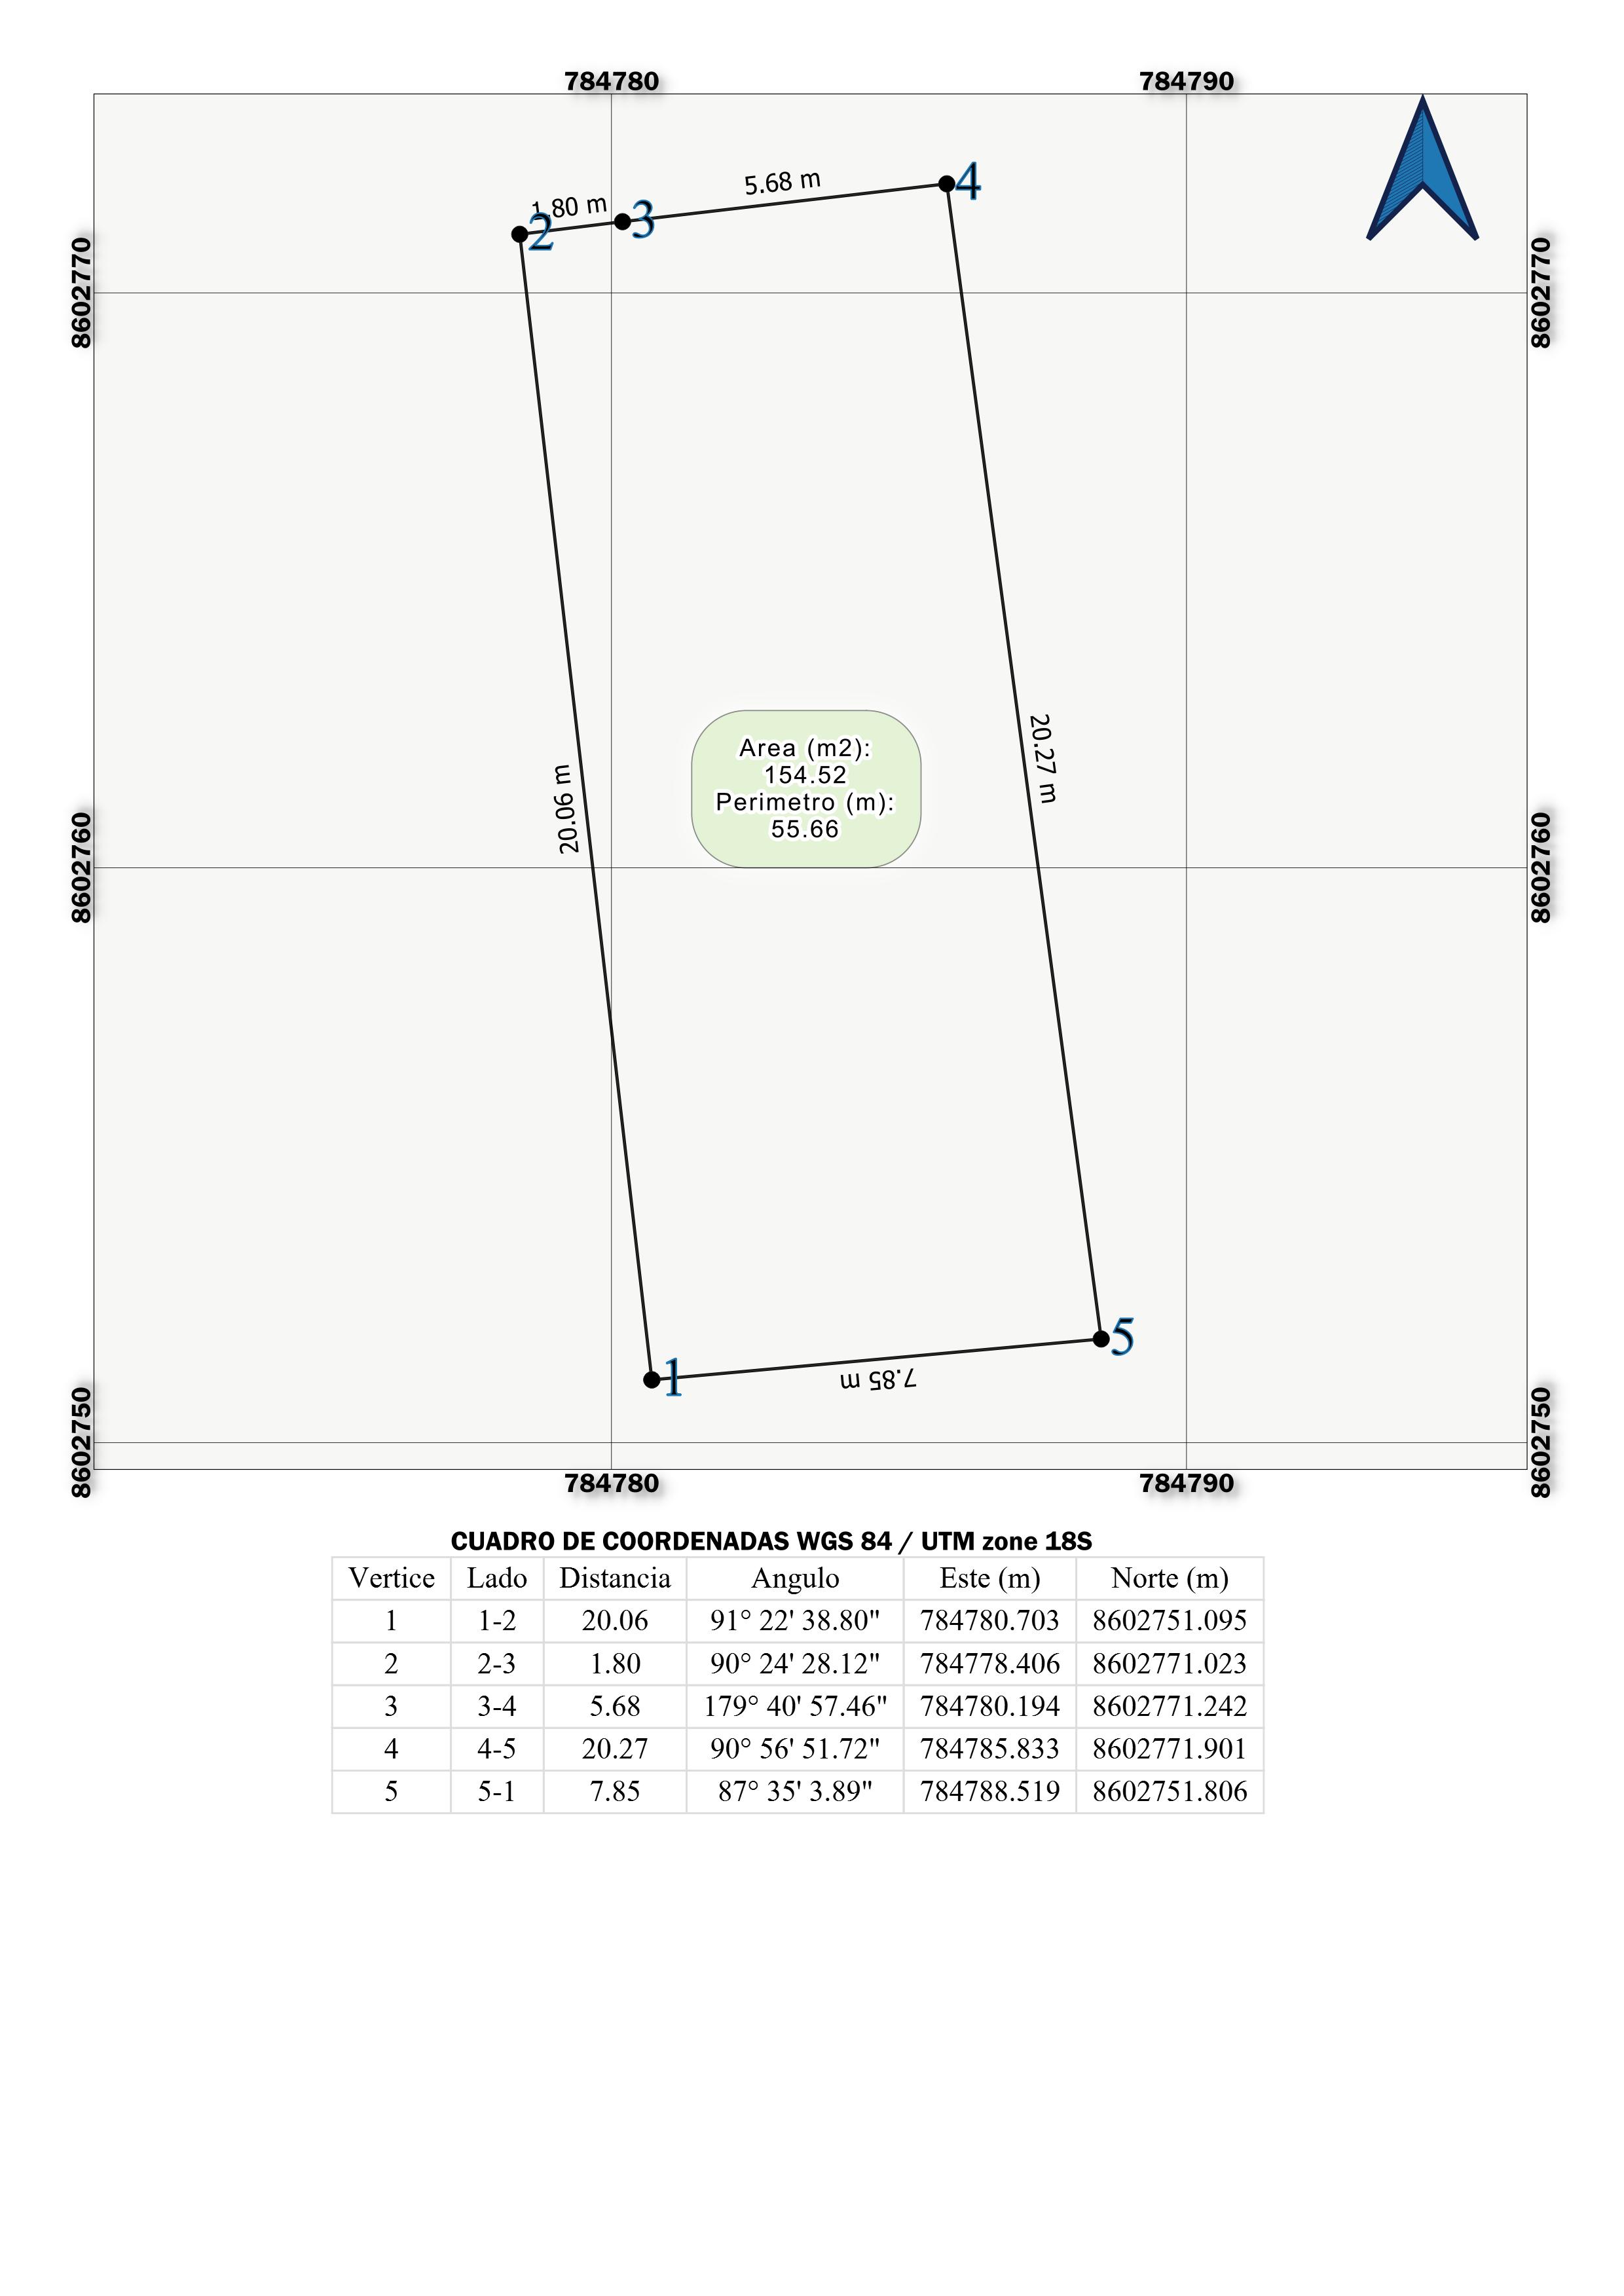 784780 784790
8602770 8602770
1.80 m 5.68 m
2 3 4
20.06 m
20.27 m
Area (m2):
154.52
Perimetro (m):
55.66
8602760 8602760
1 5
7.85 m
8602750 8602750
784780 784790
CUADRO DE COORDENADAS WGS 84 / UTM zone 18S
Vertice Lado Distancia Angulo Este (m) Norte (m)
1 1-2 20.06 91° 22' 38.80" 784780.703 8602751.095
2 2-3 1.80 90° 24' 28.12" 784778.406 8602771.023
3 3-4 5.68 179° 40' 57.46" 784780.194 8602771.242
4 4-5 20.27 90° 56' 51.72" 784785.833 8602771.901
5 5-1 7.85 87° 35' 3.89" 784788.519 8602751.806